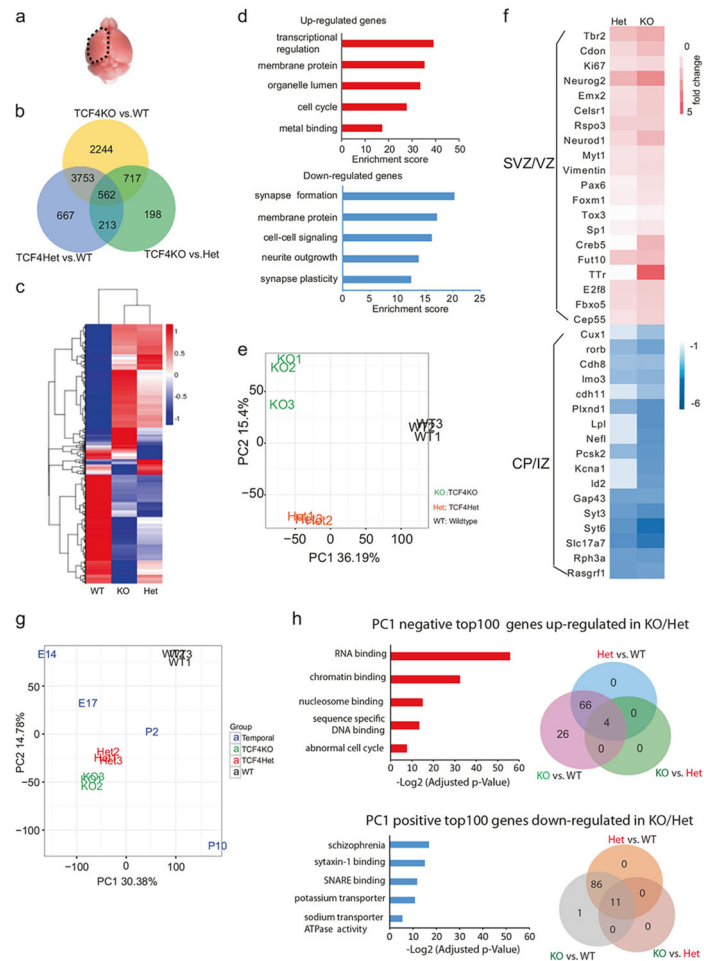 a
b
TCF4KO vs.WT
2244
3753
717
562
667
198
213
TCF4Het vs.WT
TCF4KO vs.Het
c
1
0.5
0
-0.5
-1
WT
KO
Het
d
Up-regulated genes
transcriptional
regulation
membrane protein
organelle lumen
cell cycle
metal binding
0 10 20 30 40 50
Enrichment score
Down-regulated genes
synapse formation
membrane protein
cell-cell signaling
neurite outgrowth
synapse plasticity
0 5 10 15 20 25
Enrichment score
e
KO1
KO2
KO3
WT3
WT2
WT1
50
0
−50
PC2 15.4%
−50 0 50 100
PC1 36.19%
KO:TCF4KO
Het: TCF4Het
WT: Wildtype
f
Het KO
SVZ/VZ
Tbr2
Cdon
Ki67
Neurog2
Emx2
Celsr1
Rspo3
Neurod1
Myt1
Vimentin
Pax6
Foxm1
Tox3
Sp1
Creb5
Fut10
TTr
E2f8
Fbxo5
Cep55
CP/IZ
Cux1
rorb
Cdh8
lmo3
cdh11
Plxnd1
Lpl
Nefl
Pcsk2
Kcna1
Id2
Gap43
Syt3
Syt6
Slc17a7
Rph3a
Rasgrf1
0
5
fold change
-1
-6
g
E14
WT2
WT3
WT1
E17
P2
Het2
Het1
Het3
KO3
KO2
P10
50
0
−50
−100
PC2 14.78%
−100 0 100
PC1 30.38%
Group
a Temporal
a TCF4KO
a TCF4Het
a WT
h
PC1 negative top100 genes up-regulated in KO/Het
RNA binding
chromatin binding
nucleosome binding
sequence specific
DNA binding
abnormal cell cycle
0 10 20 30 40 50 60
-Log2 (Adjusted p-Value)
Het vs. WT
0
66
0
4
26
0
0
KO vs. WT
KO vs. Het
PC1 positive top100 genes down-regulated in KO/Het
schizophrenia
sytaxin-1 binding
SNARE binding
potassium transporter
sodium transporter
ATPase activity
0 10 20 30 40 50 60
-Log2 (Adjusted p-Value)
Het vs. WT
0
86
0
11
1
0
0
KO vs. WT
KO vs. Het